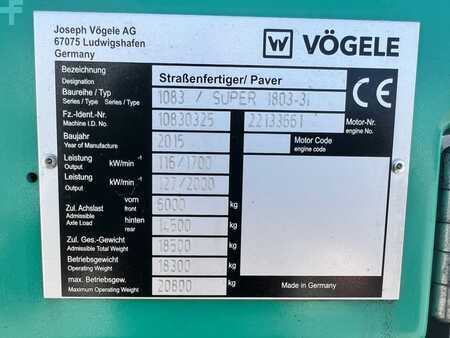 Joseph Vögele AG
67075 Ludwigshafen
Germany
VÖGELE
Bezeichnung
Designation
Straßenfertiger/ Paver
Baureihe / Typ
Series / Type Series / Type
1083 / SUPER 1803-3i
Fz.-Ident.-Nr.
Machine I.D. No.
10830325
22133661
Motor-Nr.
engine No.
Baujahr
Year of Manufacture
2015
Motor Code
engine code
Leistung
Output
kW/min⁻¹
116/1700
Leistung
Output
kW/min⁻¹
127/2000
Zul. Achslast
Admissible
Axle Load
vorn
front
6000
kg
hinten
rear
14500
kg
Zul. Ges.-Gewicht
Admissible Total Weight
18500
kg
Betriebsgewicht
Operating Weight
18300
kg
max. Betriebsgew.
Maximum Operating Weight
20800
kg
CE
Made in Germany